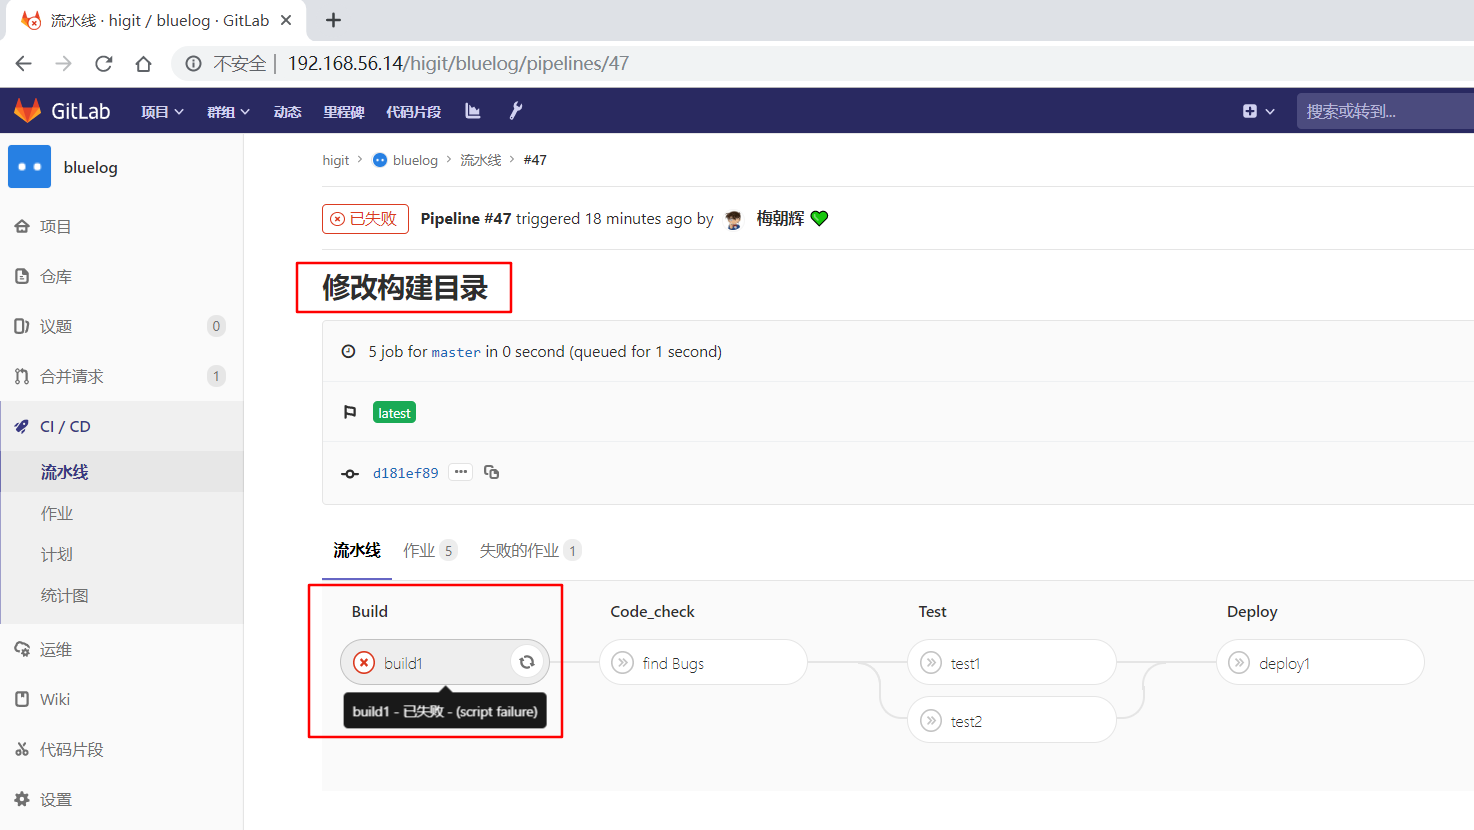 流水线 · higit / bluelog · GitLab
不安全 | 192.168.56.14/higit/bluelog/pipelines/47
GitLab 项目 群组 动态 里程碑 代码片段 搜索或转到...
bluelog
项目
仓库
议题 0
合并请求 1
CI / CD
流水线
作业
计划
统计图
运维
Wiki
代码片段
设置
higit > bluelog > 流水线 > #47
已失败 Pipeline #47 triggered 18 minutes ago by 梅朝辉
修改构建目录
5 job for master in 0 second (queued for 1 second)
latest
d181ef89 ...
流水线 作业 5 失败的作业 1
Build Code_check Test Deploy
build1 find Bugs test1 deploy1
build1 - 已失败 - (script failure)
test2